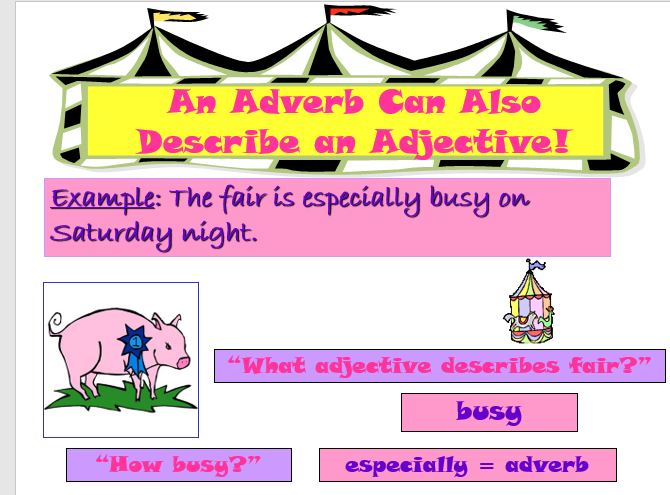 An Adverb Can Also
Describe an Adjective!
Example: The fair is especially busy on
Saturday night.
“What adjective describes fair?”
busy
“How busy?”
especially = adverb